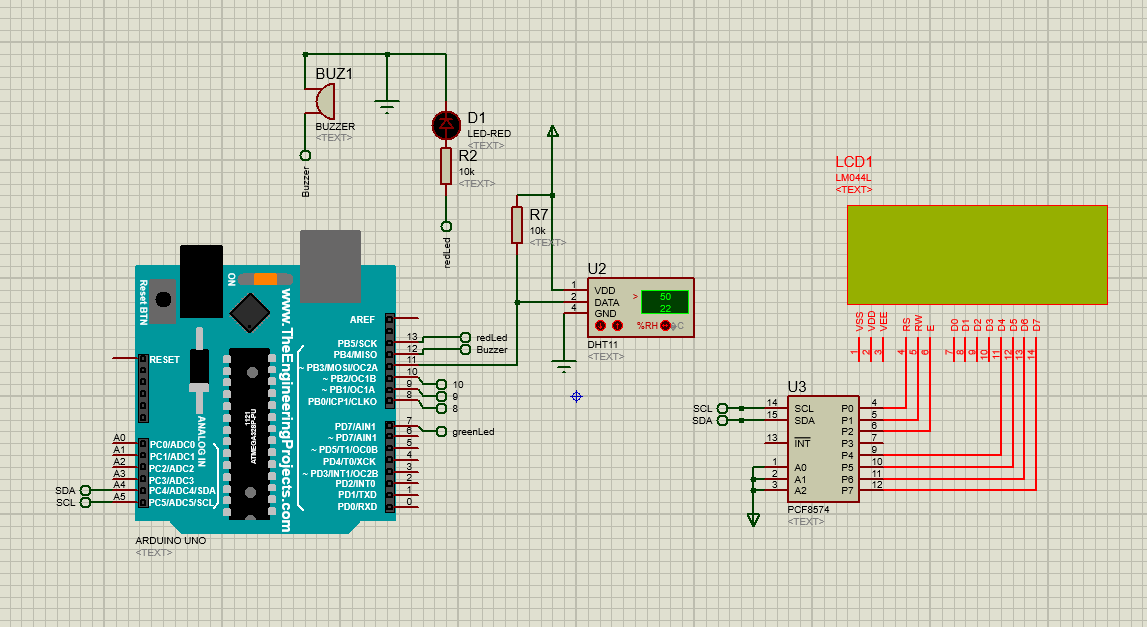 BUZ1
BUZZER
<TEXT>
Buzzer
D1
LED-RED
<TEXT>
R2
10k
<TEXT>
redLed
R7
10k
<TEXT>
U2
1
2
4
VDD
DATA
GND
>
50
22
%RH
°C
DHT11
<TEXT>
LCD1
LM044L
<TEXT>
VSS
VDD
VEE
RS
RW
E
D0
D1
D2
D3
D4
D5
D6
D7
1
2
3
4
5
6
7
8
9
10
11
12
13
14
Reset BTN
ON
www.TheEngineeringProjects.com
1121
ATMEGA328P-PU
ANALOG IN
RESET
AREF
PB5/SCK
PB4/MISO
~ PB3/MOSI/OC2A
~ PB2/OC1B
~ PB1/OC1A
PB0/ICP1/CLKO
PD7/AIN1
~ PD7/AIN1
~ PD5/T1/OC0B
PD4/T0/XCK
~ PD3/INT1/OC2B
PD2/INT0
PD1/TXD
PD0/RXD
13
12
11
10
9
8
7
6
5
4
3
2
1
0
redLed
Buzzer
10
9
8
greenLed
A0
A1
A2
A3
A4
A5
PC0/ADC0
PC1/ADC1
PC2/ADC2
PC3/ADC3
PC4/ADC4/SDA
PC5/ADC5/SCL
SDA
SCL
ARDUINO UNO
<TEXT>
U3
SCL
SDA
14
15
13
1
2
3
SCL
SDA
INT
A0
A1
A2
P0
P1
P2
P3
P4
P5
P6
P7
4
5
6
7
9
10
11
12
PCF8574
<TEXT>